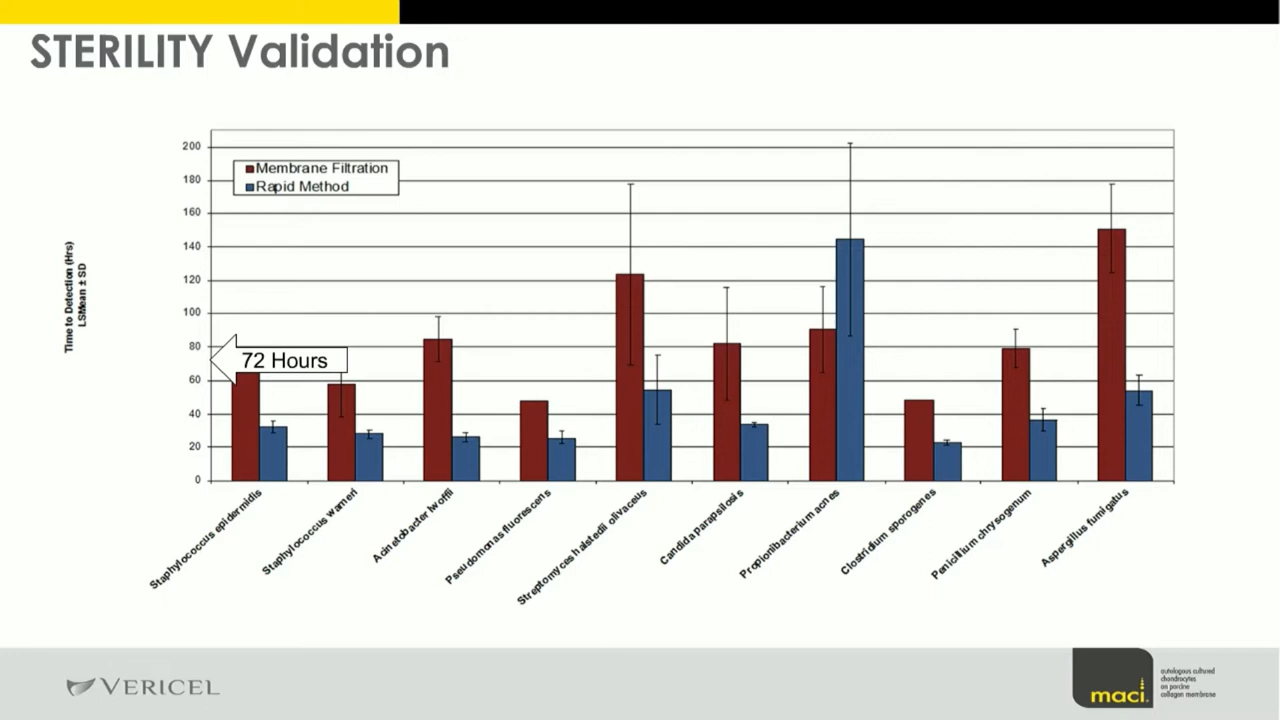 STERILITY Validation
Time to Detection (Hrs)
LSMean ± SD
200
180
160
140
120
100
80
60
40
20
0
Membrane Filtration
Rapid Method
72 Hours
Staphylococcus epidermidis
Staphylococcus warneri
Acinetobacter lwoffii
Pseudomonas fluorescens
Streptomyces halstedii olivaceus
Candida parapsilosis
Propionibacterium acnes
Clostridium sporogenes
Penicillium chrysogenum
Aspergillus fumigatus
VERICEL
maci.
autologous cultured
chondrocytes
on porcine
collagen membrane